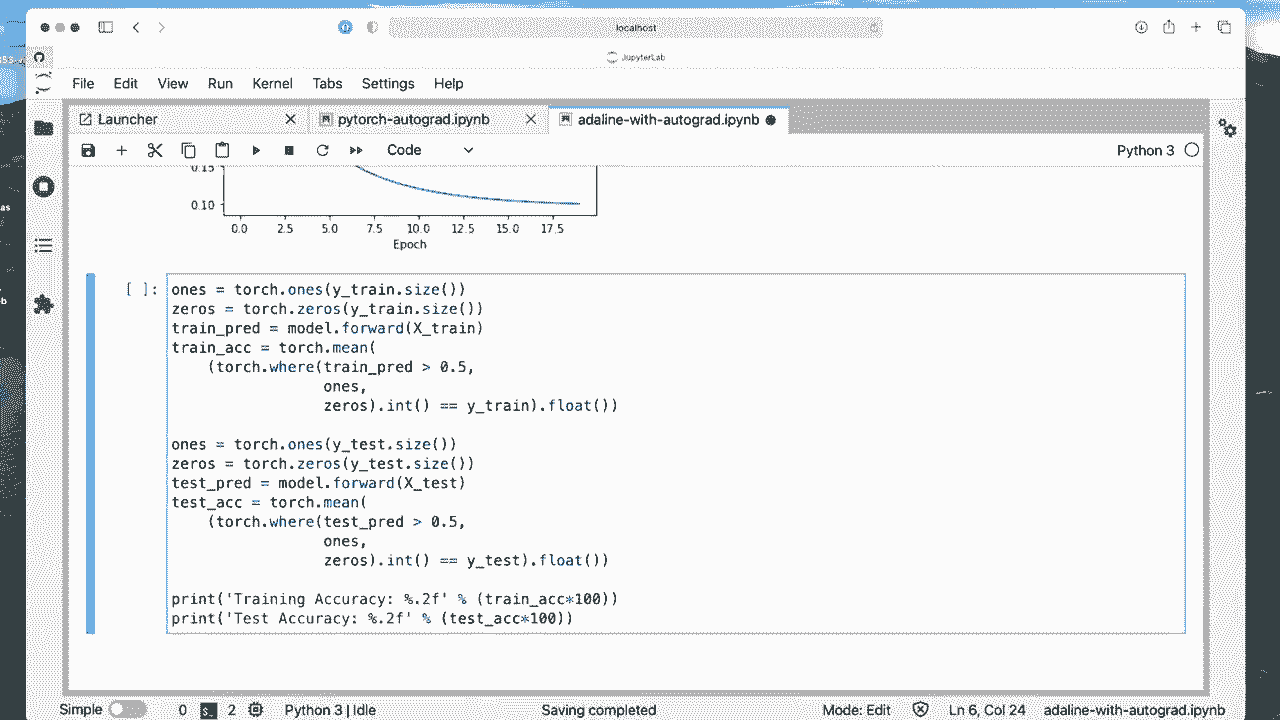 localhost
JupyterLab
File Edit View Run Kernel Tabs Settings Help
Launcher pytorch-autograd.ipynb adaline-with-autograd.ipynb
Code Python 3
0.15
0.10
0.0 2.5 5.0 7.5 10.0 12.5 15.0 17.5
Epoch
[ ]: ones = torch.ones(y_train.size())
zeros = torch.zeros(y_train.size())
train_pred = model.forward(X_train)
train_acc = torch.mean(
(torch.where(train_pred > 0.5,
ones,
zeros).int() == y_train).float())
ones = torch.ones(y_test.size())
zeros = torch.zeros(y_test.size())
test_pred = model.forward(X_test)
test_acc = torch.mean(
(torch.where(test_pred > 0.5,
ones,
zeros).int() == y_test).float())
print('Training Accuracy: %.2f' % (train_acc*100))
print('Test Accuracy: %.2f' % (test_acc*100))
Simple 0 2 Python 3 | Idle Saving completed Mode: Edit Ln 6, Col 24 adaline-with-autograd.ipynb